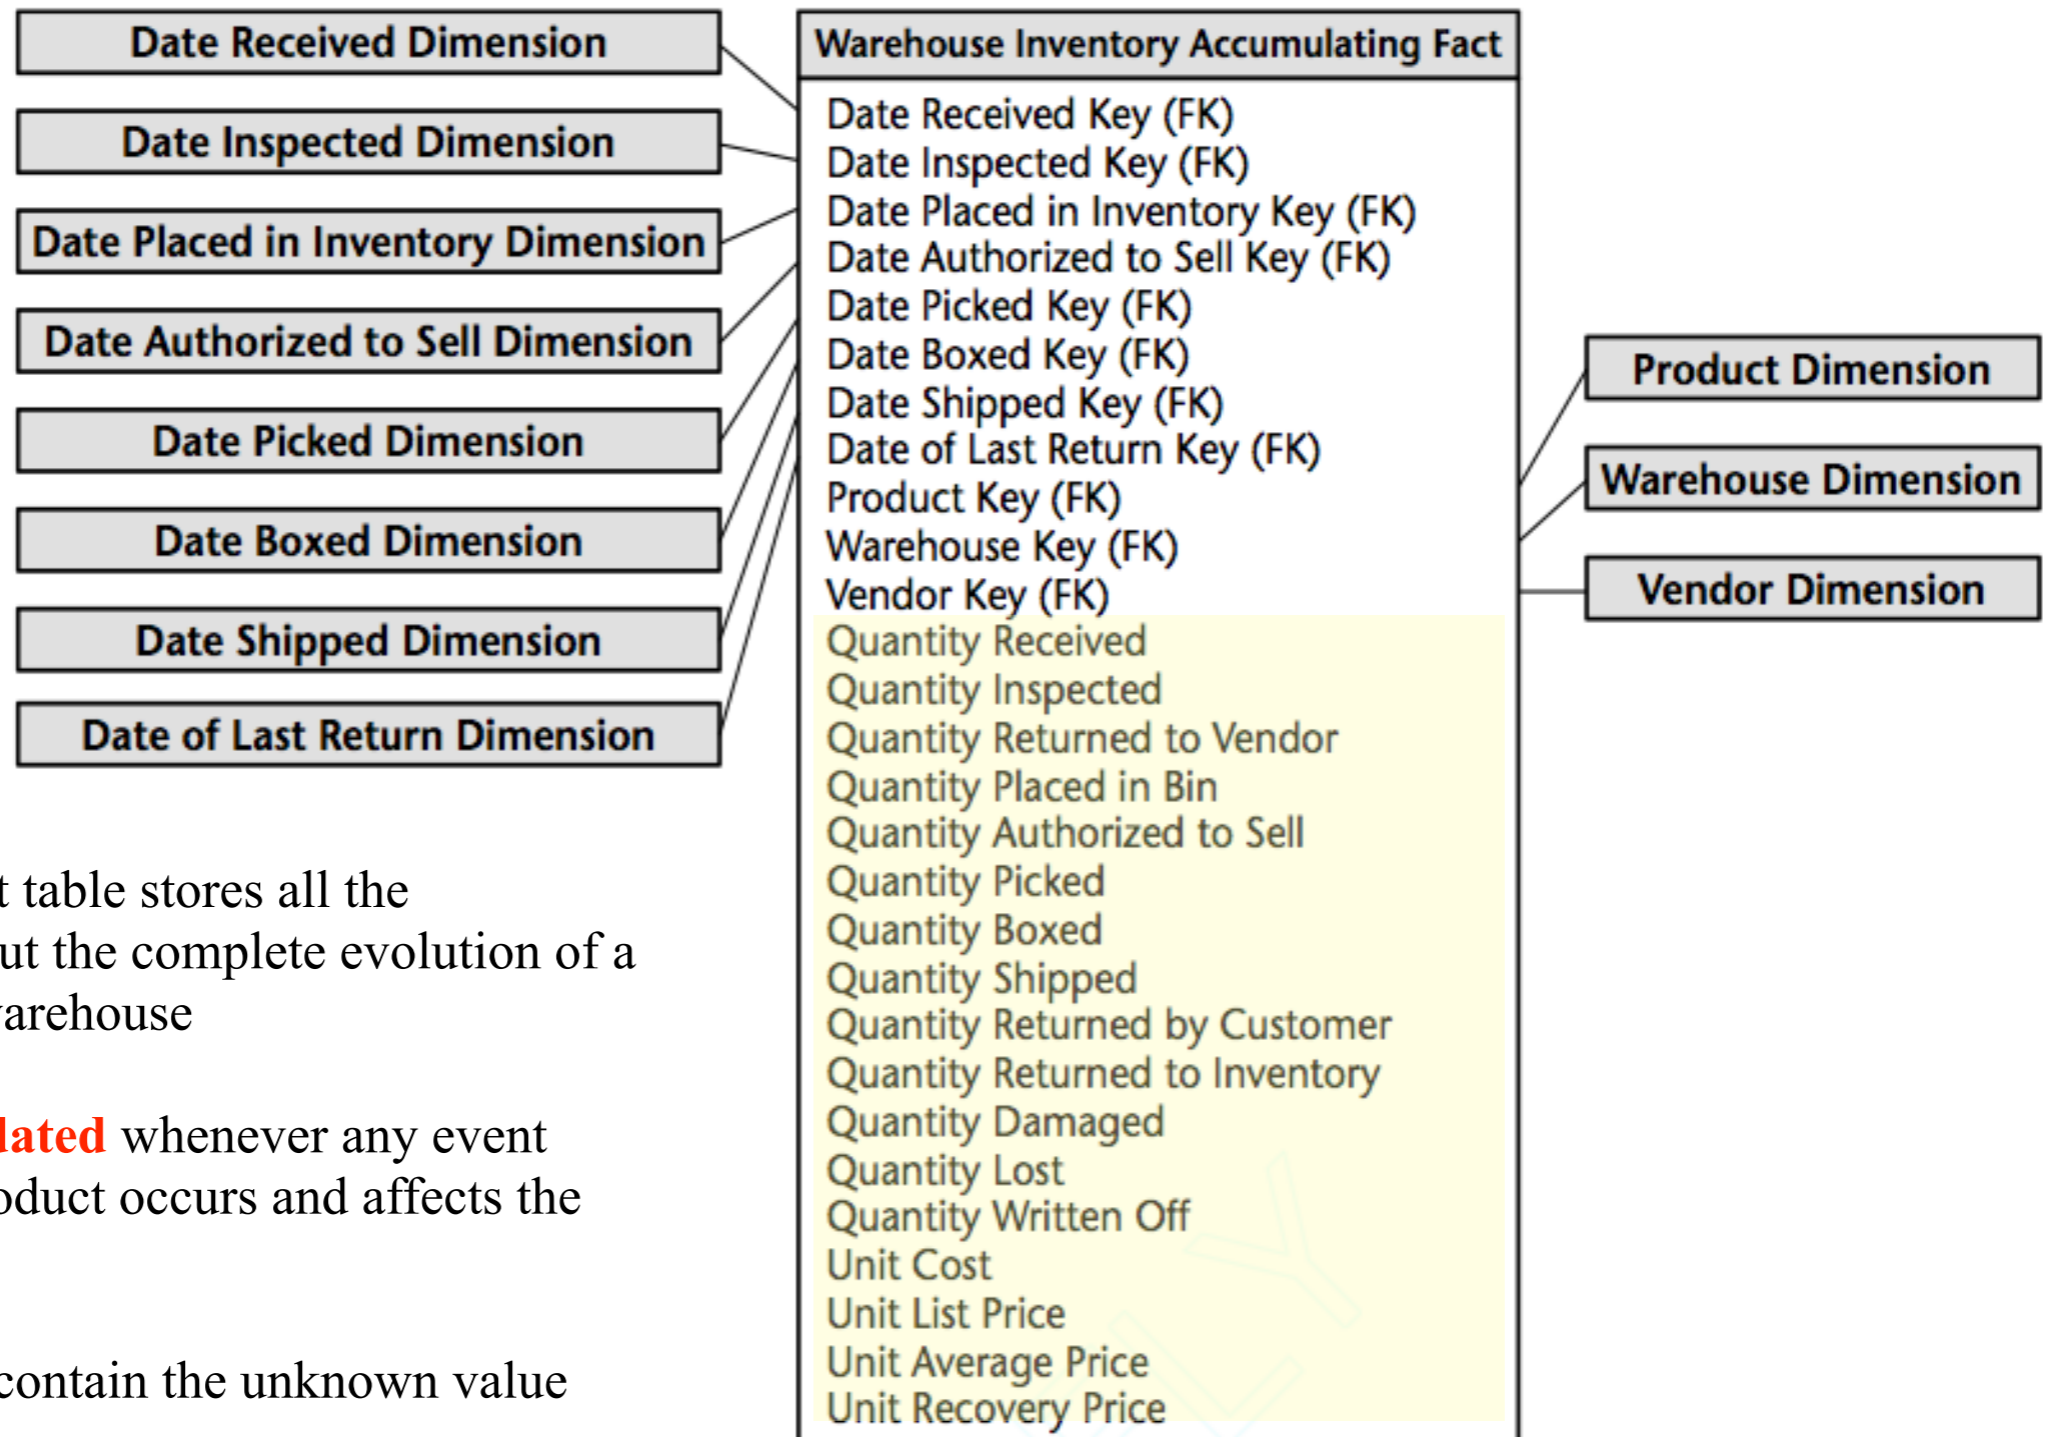 Date Received Dimension
Date Inspected Dimension
Date Placed in Inventory Dimension
Date Authorized to Sell Dimension
Date Picked Dimension
Date Boxed Dimension
Date Shipped Dimension
Date of Last Return Dimension
Warehouse Inventory Accumulating Fact
Date Received Key (FK)
Date Inspected Key (FK)
Date Placed in Inventory Key (FK)
Date Authorized to Sell Key (FK)
Date Picked Key (FK)
Date Boxed Key (FK)
Date Shipped Key (FK)
Date of Last Return Key (FK)
Product Key (FK)
Warehouse Key (FK)
Vendor Key (FK)
Quantity Received
Quantity Inspected
Quantity Returned to Vendor
Quantity Placed in Bin
Quantity Authorized to Sell
Quantity Picked
Quantity Boxed
Quantity Shipped
Quantity Returned by Customer
Quantity Returned to Inventory
Quantity Damaged
Quantity Lost
Quantity Written Off
Unit Cost
Unit List Price
Unit Average Price
Unit Recovery Price
Product Dimension
Warehouse Dimension
Vendor Dimension
t table stores all the
ut the complete evolution of a
warehouse
lated whenever any event
oduct occurs and affects the
contain the unknown value